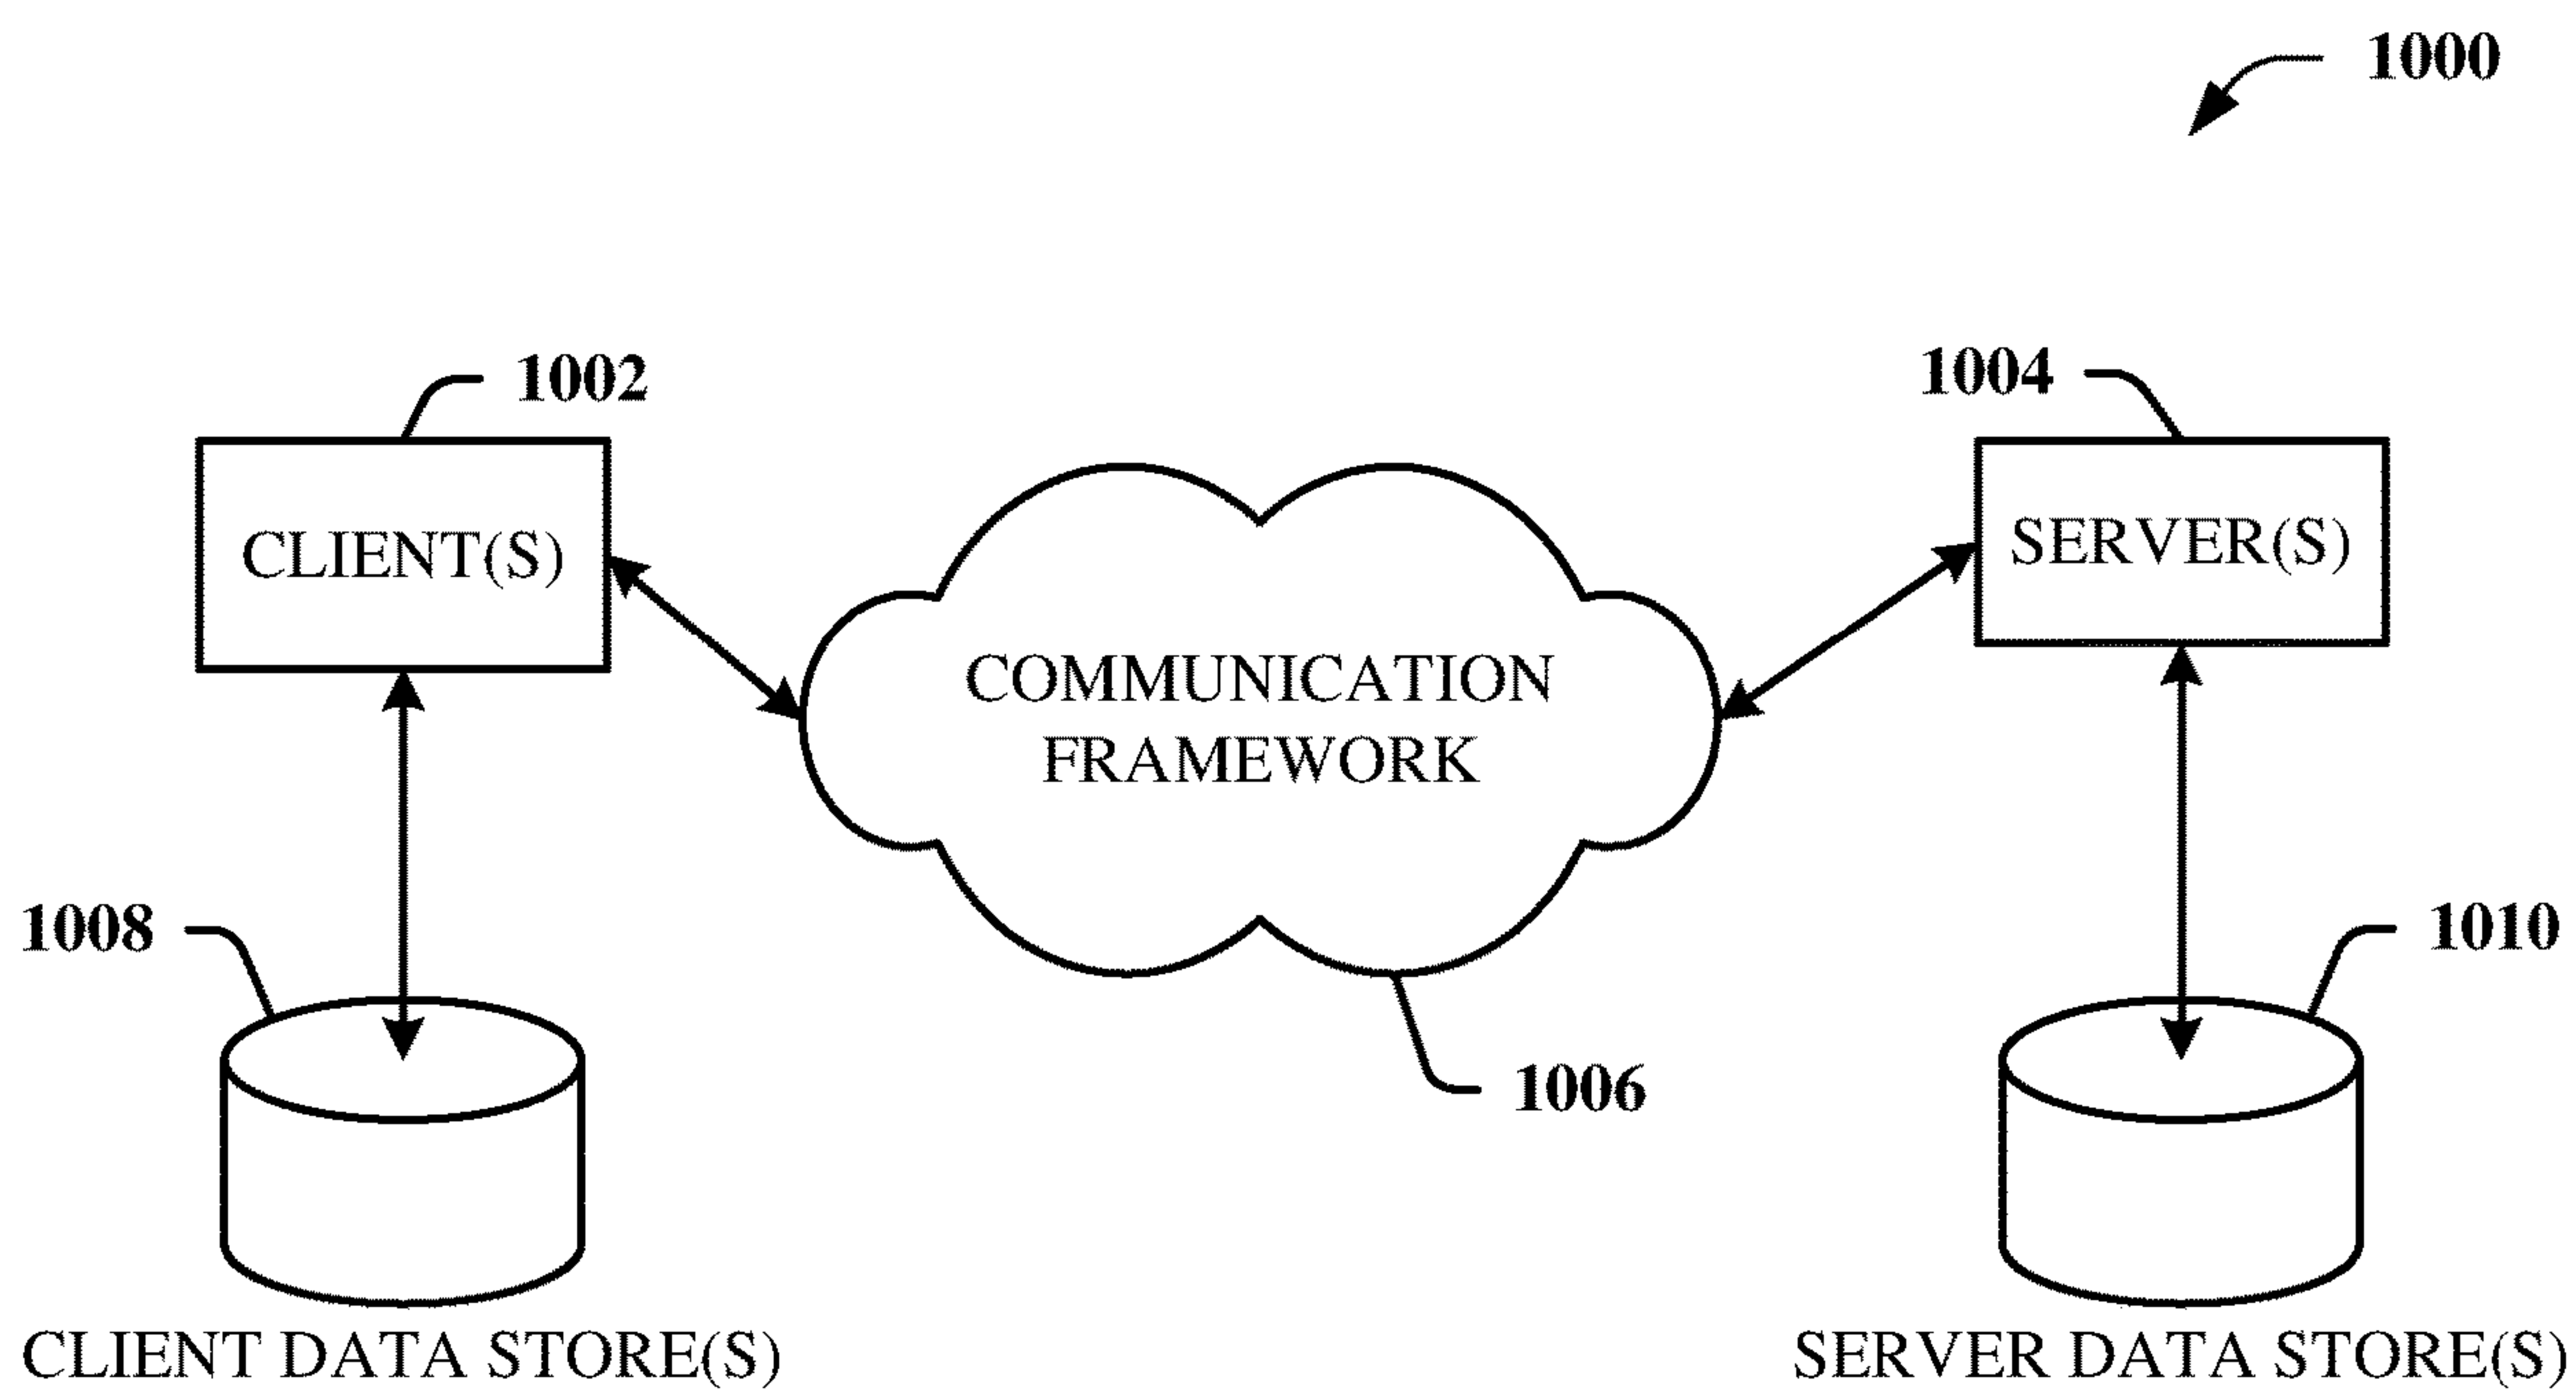 1000
1002
1004
CLIENT(S)
SERVER(S)
COMMUNICATION
FRAMEWORK
1008
1010
1006
CLIENT DATA STORE(S)
SERVER DATA STORE(S)